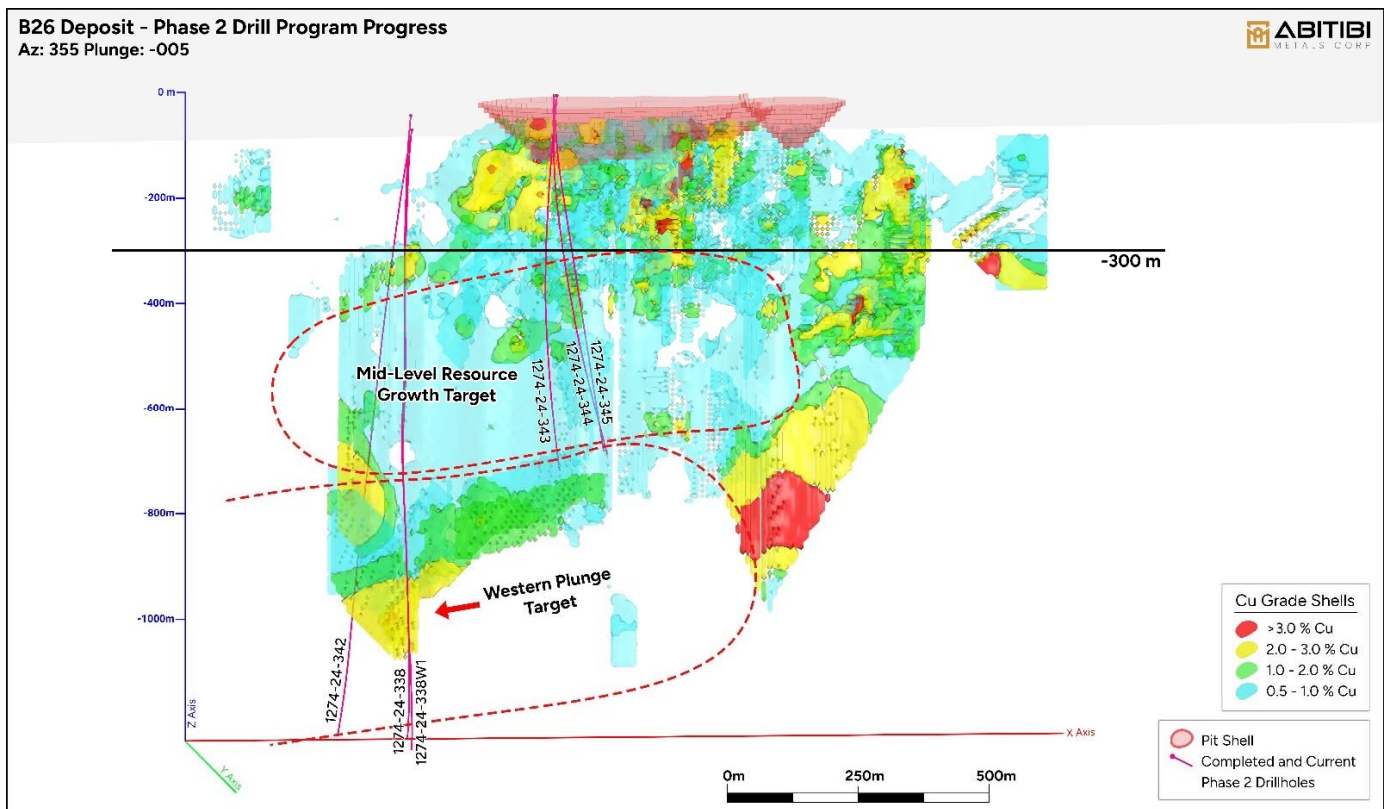 B26 Deposit - Phase 2 Drill Program Progress
Az: 355 Plunge: -005
ABITIBI
METALS CORP
0 m
-200m
-300 m
-400m
Mid-Level Resource
Growth Target
1274-24-343
1274-24-344
1274-24-345
-600m
-800m
Western Plunge
Target
-1000m
1274-24-342
1274-24-338
1274-24-338W1
Z Axis
X Axis
Y Axis
Cu Grade Shells
>3.0 % Cu
2.0 - 3.0 % Cu
1.0 - 2.0 % Cu
0.5 - 1.0 % Cu
Pit Shell
Completed and Current
Phase 2 Drillholes
0m 250m 500m